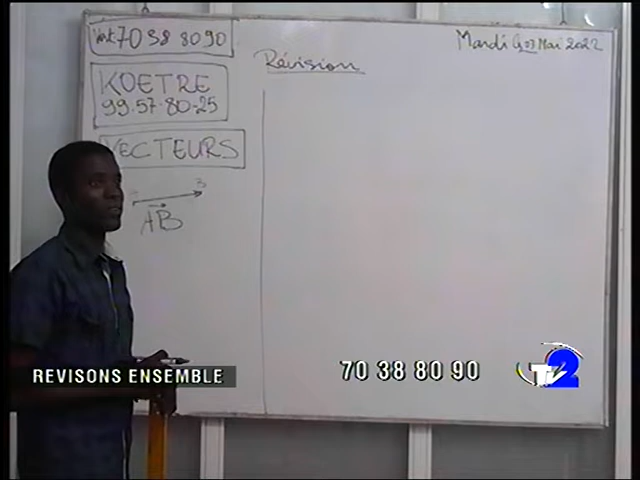 70 38 80 90
KOETRE
99.57-80-25
VECTEURS
A B
AB
Révision
Mardi 03 Mai 2022
REVISONS ENSEMBLE
70 38 80 90
TV2